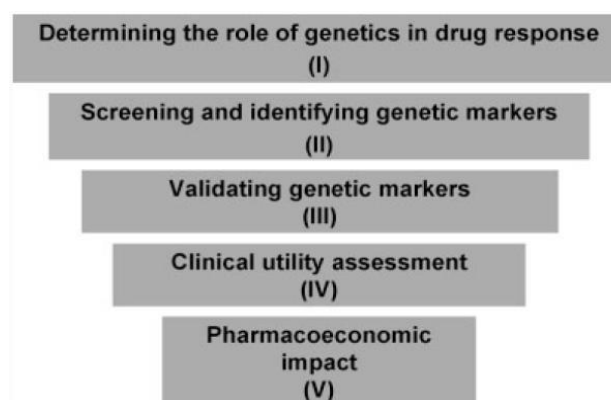 Determining the role of genetics in drug response
(I)
Screening and identifying genetic markers
(II)
Validating genetic markers
(III)
Clinical utility assessment
(IV)
Pharmacoeconomic
impact
(V)